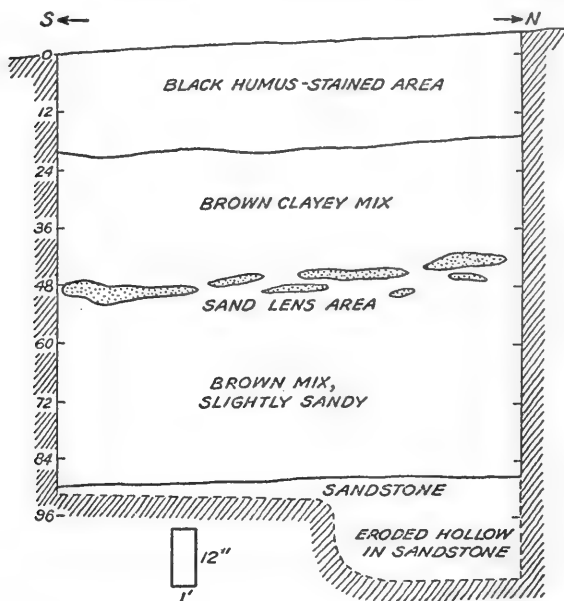 S N
0
BLACK HUMUS-STAINED AREA
12
24
BROWN CLAYEY MIX
36
48
SAND LENS AREA
60
BROWN MIX,
SLIGHTLY SANDY
72
84
SANDSTONE
96
ERODED HOLLOW
IN SANDSTONE
12"
1'